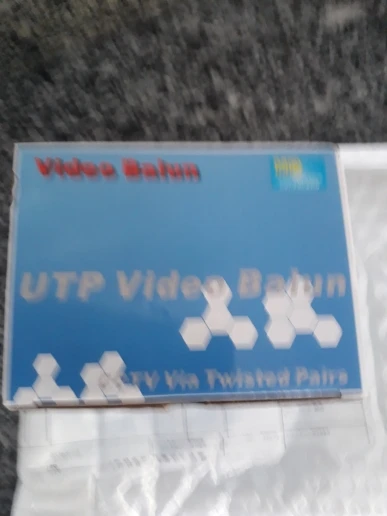 Video Balun
UTP Video Balun
CCTV Via Twisted Pairs